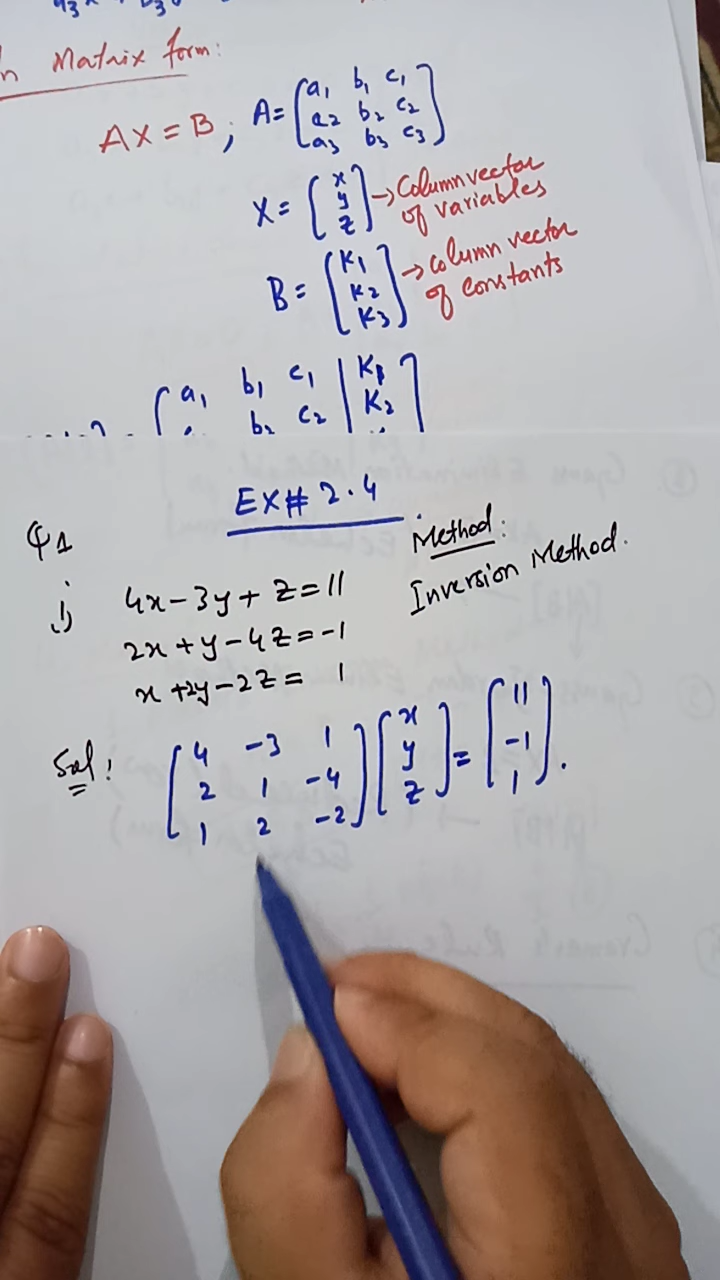 Matrix form:
AX = B ; A = [a₁ b₁ c₁
a₂ b₂ c₂
a₃ b₃ c₃]
X = [x
y
z] → Column vector of variables
B = [K₁
K₂
K₃] → column vector of constants
[a₁ b₁ c₁ | K₁
b₂ c₂ | K₂]
EX# 2.4
Q1
Method:
Inversion Method.
i) 4x - 3y + z = 11
2x + y - 4z = -1
x + 2y - 2z = 1
Sol: [4 -3 1
2 1 -4
1 2 -2] [x
y
z] = [11
-1
1].